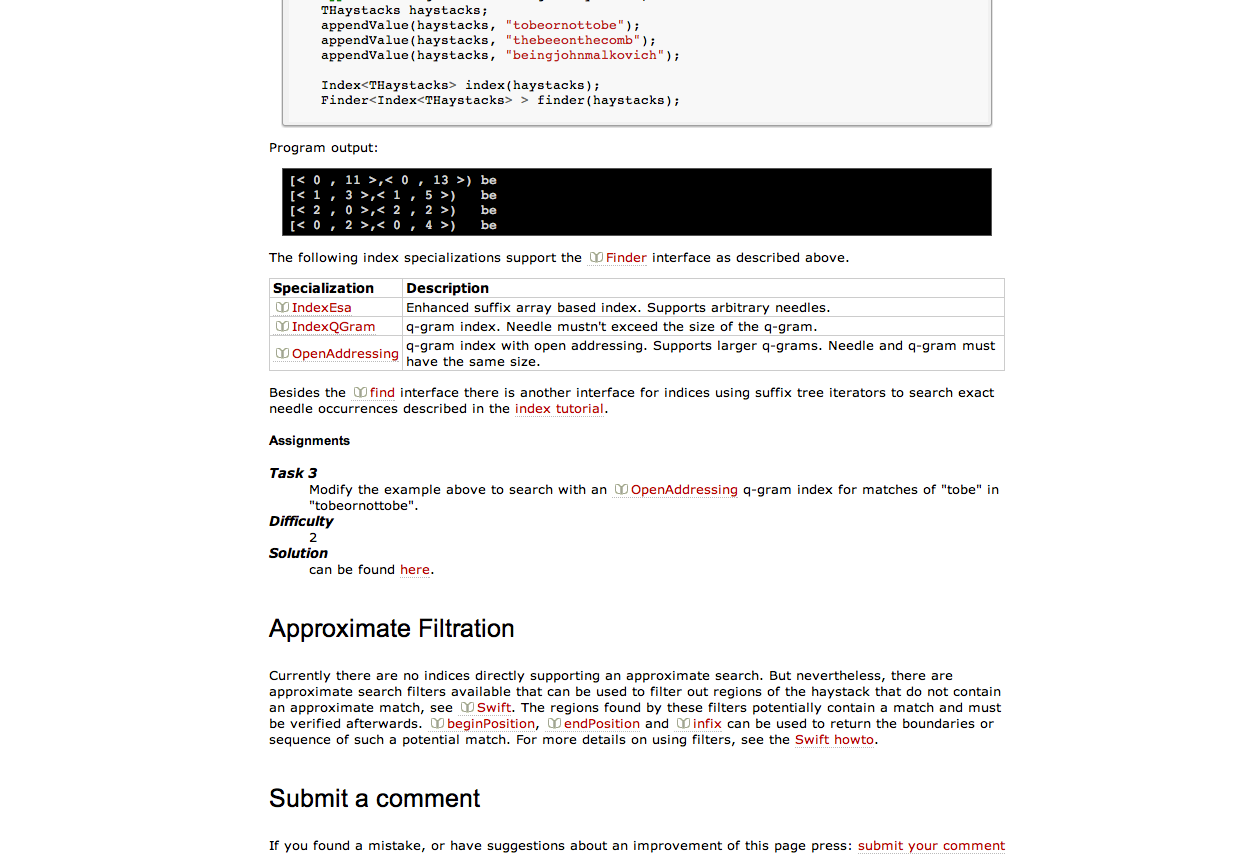 THaystacks haystacks;
appendValue(haystacks, "tobeornottobe");
appendValue(haystacks, "thebeeonthecomb");
appendValue(haystacks, "beingjohnmalkovich");
Index<THaystacks> index(haystacks);
Finder<Index<THaystacks> > finder(haystacks);
Program output:
[< 0 , 11 >,< 0 , 13 >) be
[< 1 , 3 >,< 1 , 5 >)   be
[< 2 , 0 >,< 2 , 2 >)   be
[< 0 , 2 >,< 0 , 4 >)   be
The following index specializations support the Finder interface as described above.
Specialization Description
IndexEsa Enhanced suffix array based index. Supports arbitrary needles.
IndexQGram q-gram index. Needle mustn't exceed the size of the q-gram.
OpenAddressing q-gram index with open addressing. Supports larger q-grams. Needle and q-gram must
have the same size.
Besides the find interface there is another interface for indices using suffix tree iterators to search exact
needle occurrences described in the index tutorial.
Assignments
Task 3
Modify the example above to search with an OpenAddressing q-gram index for matches of "tobe" in
"tobeornottobe".
Difficulty
2
Solution
can be found here.
Approximate Filtration
Currently there are no indices directly supporting an approximate search. But nevertheless, there are
approximate search filters available that can be used to filter out regions of the haystack that do not contain
an approximate match, see Swift. The regions found by these filters potentially contain a match and must
be verified afterwards. beginPosition, endPosition and infix can be used to return the boundaries or
sequence of such a potential match. For more details on using filters, see the Swift howto.
Submit a comment
If you found a mistake, or have suggestions about an improvement of this page press: submit your comment